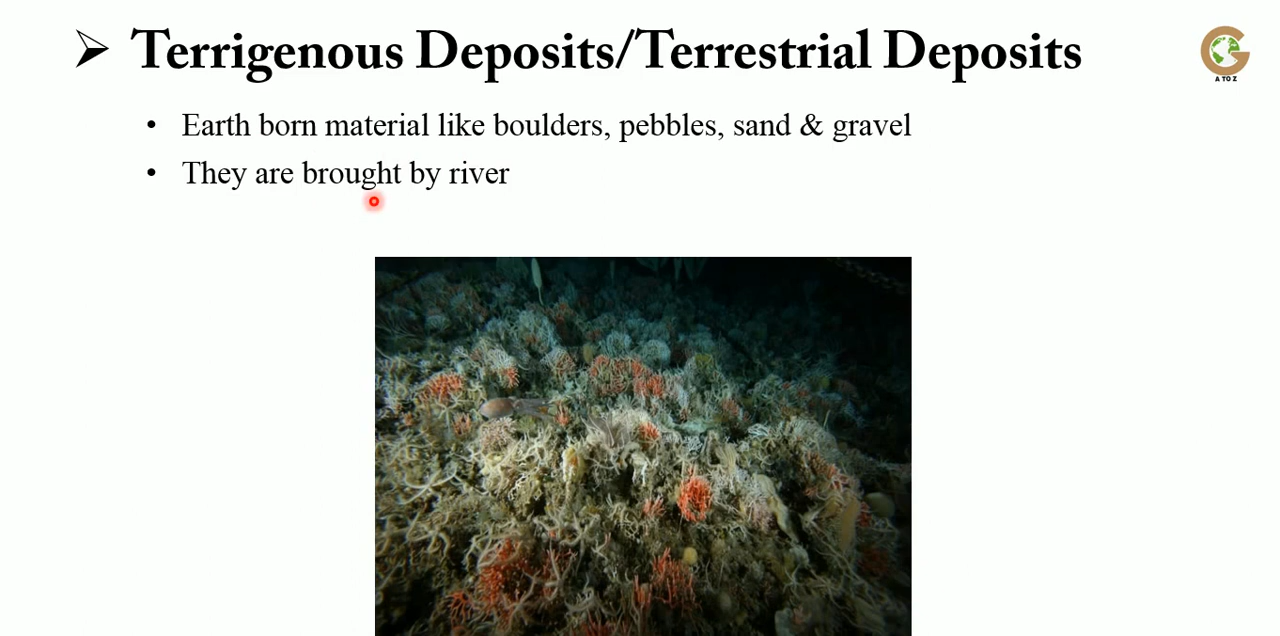 Terrigenous Deposits/Terrestrial Deposits
A TO Z
• Earth born material like boulders, pebbles, sand & gravel
• They are brought by river